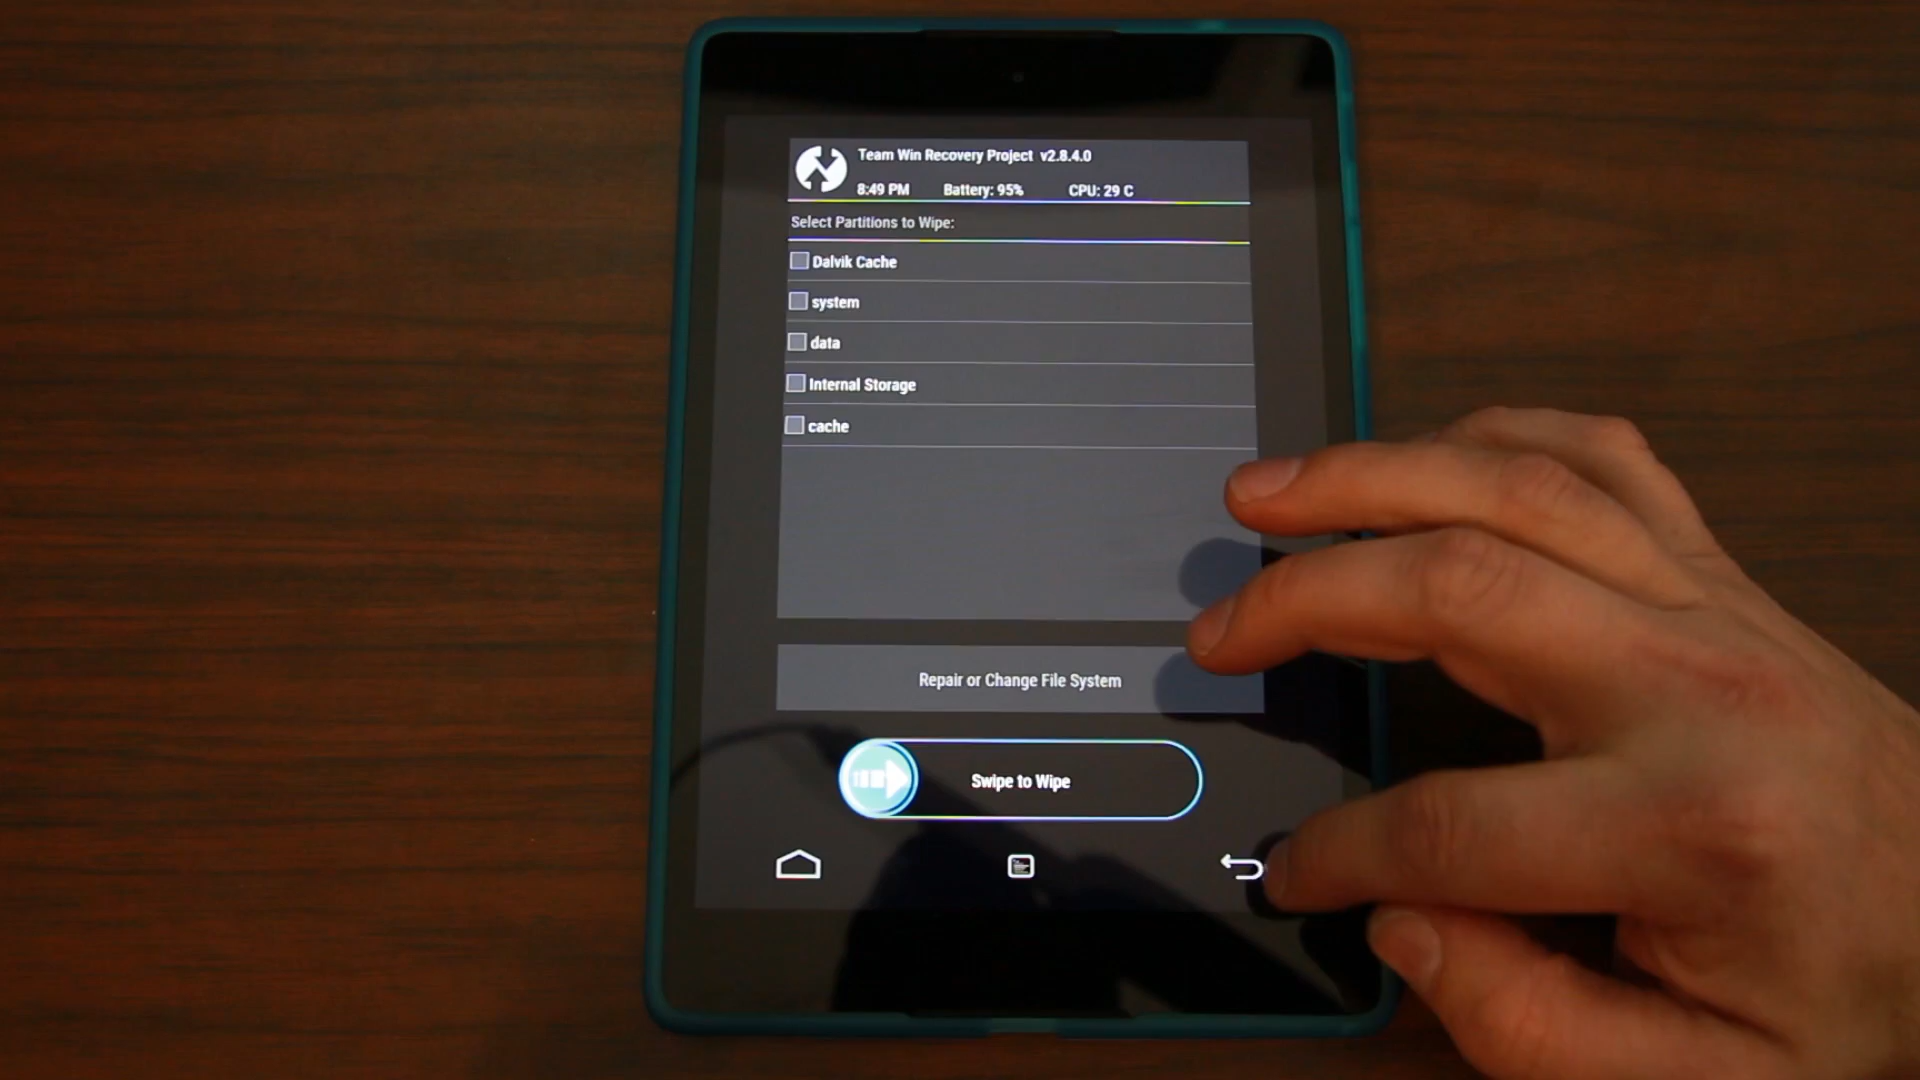 Team Win Recovery Project v2.8.4.0
8:49 PM Battery: 95% CPU: 29 C
Select Partitions to Wipe:
Dalvik Cache
system
data
Internal Storage
cache
Repair or Change File System
Swipe to Wipe